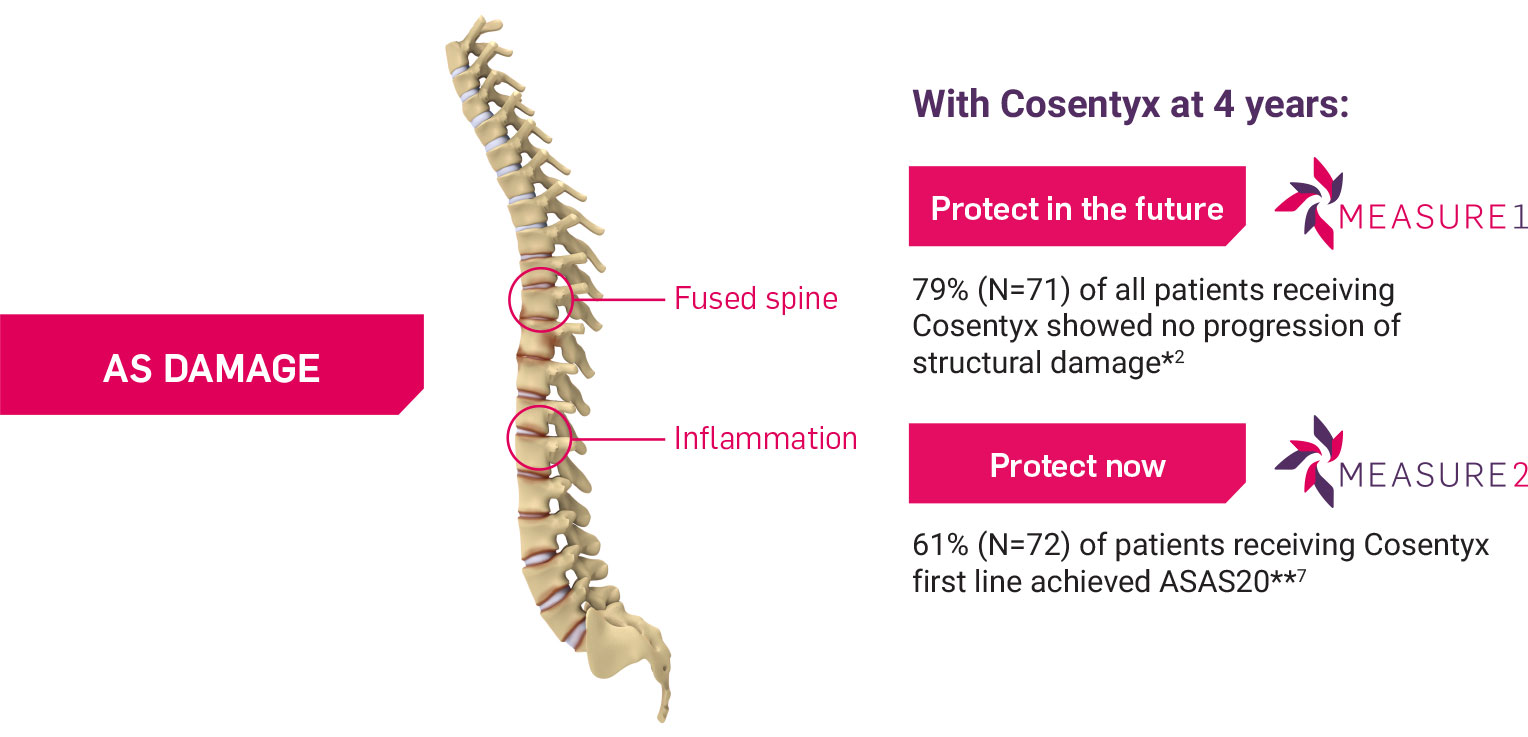 AS DAMAGE
Fused spine
Inflammation
With Cosentyx at 4 years:
Protect in the future
MEASURE1
79% (N=71) of all patients receiving
Cosentyx showed no progression of
structural damage*2
Protect now
MEASURE2
61% (N=72) of patients receiving Cosentyx
first line achieved ASAS20**7